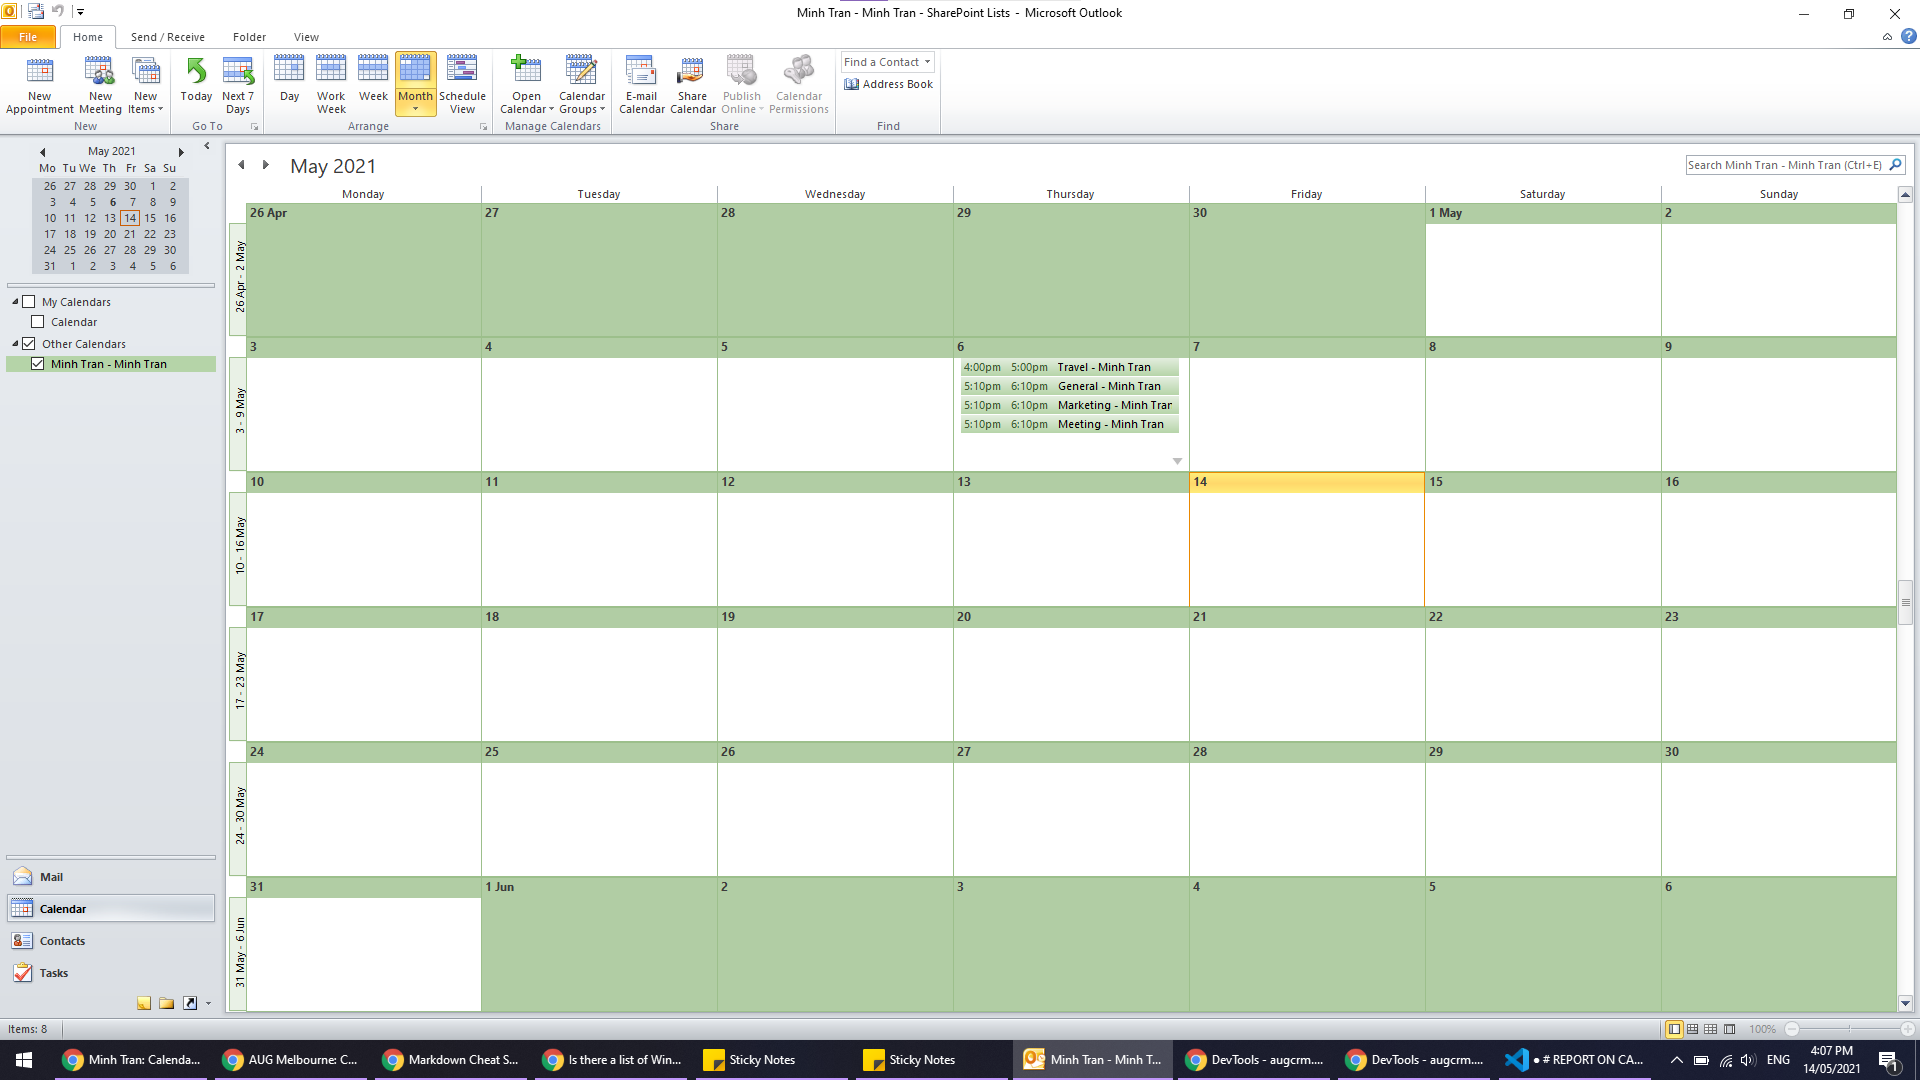 Minh Tran - Minh Tran - SharePoint Lists - Microsoft Outlook
File
Home
Send / Receive
Folder
View
New Appointment
New Meeting
New Items
New
Today
Next 7 Days
Go To
Day
Work Week
Week
Month
Schedule View
Arrange
Open Calendar
Calendar Groups
Manage Calendars
E-mail Calendar
Share Calendar
Publish Online
Calendar Permissions
Share
Find a Contact
Address Book
Find
May 2021
Mo Tu We Th Fr Sa Su
26 27 28 29 30 1 2
3 4 5 6 7 8 9
10 11 12 13 14 15 16
17 18 19 20 21 22 23
24 25 26 27 28 29 30
31 1 2 3 4 5 6
My Calendars
Calendar
Other Calendars
Minh Tran - Minh Tran
Mail
Calendar
Contacts
Tasks
May 2021
Search Minh Tran - Minh Tran (Ctrl+E)
Monday Tuesday Wednesday Thursday Friday Saturday Sunday
26 Apr - 2 May
26 Apr 27 28 29 30 1 May 2
3 - 9 May
3 4 5 6 7 8 9
4:00pm 5:00pm Travel - Minh Tran
5:10pm 6:10pm General - Minh Tran
5:10pm 6:10pm Marketing - Minh Tran
5:10pm 6:10pm Meeting - Minh Tran
10 - 16 May
10 11 12 13 14 15 16
17 - 23 May
17 18 19 20 21 22 23
24 - 30 May
24 25 26 27 28 29 30
31 May - 6 Jun
31 1 Jun 2 3 4 5 6
Items: 8
100%
Minh Tran: Calenda...
AUG Melbourne: C...
Markdown Cheat S...
Is there a list of Win...
Sticky Notes
Sticky Notes
Minh Tran - Minh T...
DevTools - augcrm....
DevTools - augcrm....
● # REPORT ON CA...
ENG
4:07 PM
14/05/2021
1